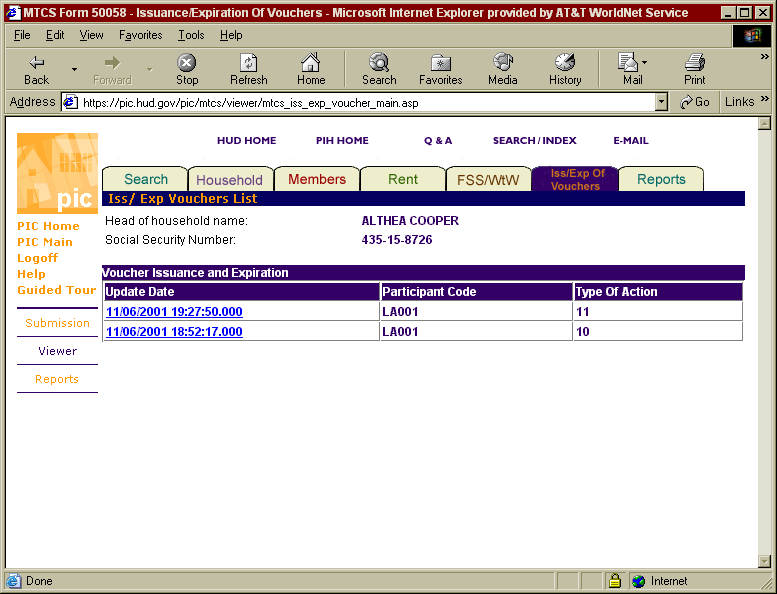 MTCS Form 50058 - Issuance/Expiration Of Vouchers - Microsoft Internet Explorer provided by AT&T WorldNet Service
File Edit View Favorites Tools Help
Back Forward Stop Refresh Home Search Favorites Media History Mail Print
Address https://pic.hud.gov/pic/mtcs/viewer/mtcs_iss_exp_voucher_main.asp Go Links
HUD HOME PIH HOME Q & A SEARCH / INDEX E-MAIL
pic
Search Household Members Rent FSS/WtW Iss/Exp Of Vouchers Reports
PIC Home
PIC Main
Logoff
Help
Guided Tour
Submission
Viewer
Reports
Iss/ Exp Vouchers List
Head of household name: ALTHEA COOPER
Social Security Number: 435-15-8726
Voucher Issuance and Expiration
Update Date Participant Code Type Of Action
11/06/2001 19:27:50.000 LA001 11
11/06/2001 18:52:17.000 LA001 10
Done Internet